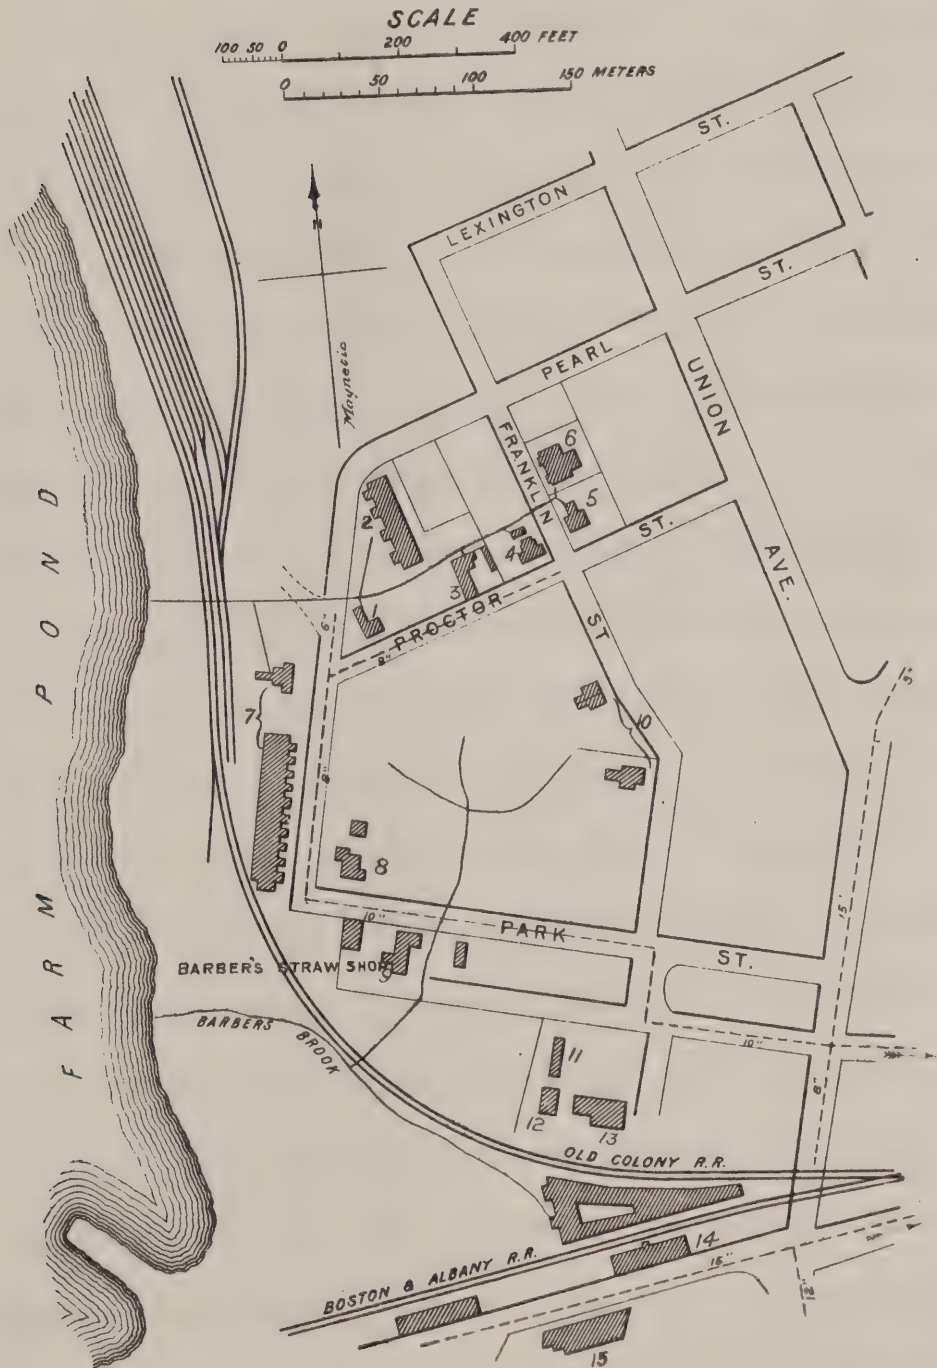 SCALE
100 50 0 200 400 FEET
0 50 100 150 METERS
LEXINGTON ST.
N
Magnetic
PEARL ST.
UNION AVE.
FRANKLIN ST
6
5
2
4
3
1
PROCTOR ST.
6"
8"
FARM POND
7
8"
10
15"
15"
8
10"
PARK ST.
BARBER'S STRAW SHOP
9
BARBERS BROOK
10"
8"
11
12
13
OLD COLONY R.R.
14
BOSTON & ALBANY R.R.
15"
12"
15